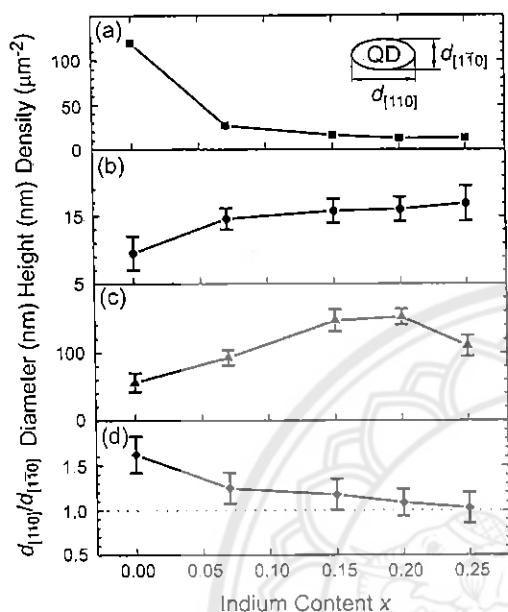 (a)
QD
d[11̄0]
d[110]
100
50
0
Density (μm-2)
(b)
15
5
Height (nm)
(c)
100
0
Diameter (nm)
(d)
1.5
1.0
0.5
d[110]/d[11̄0]
0.00 0.05 0.10 0.15 0.20 0.25
Indium Content x